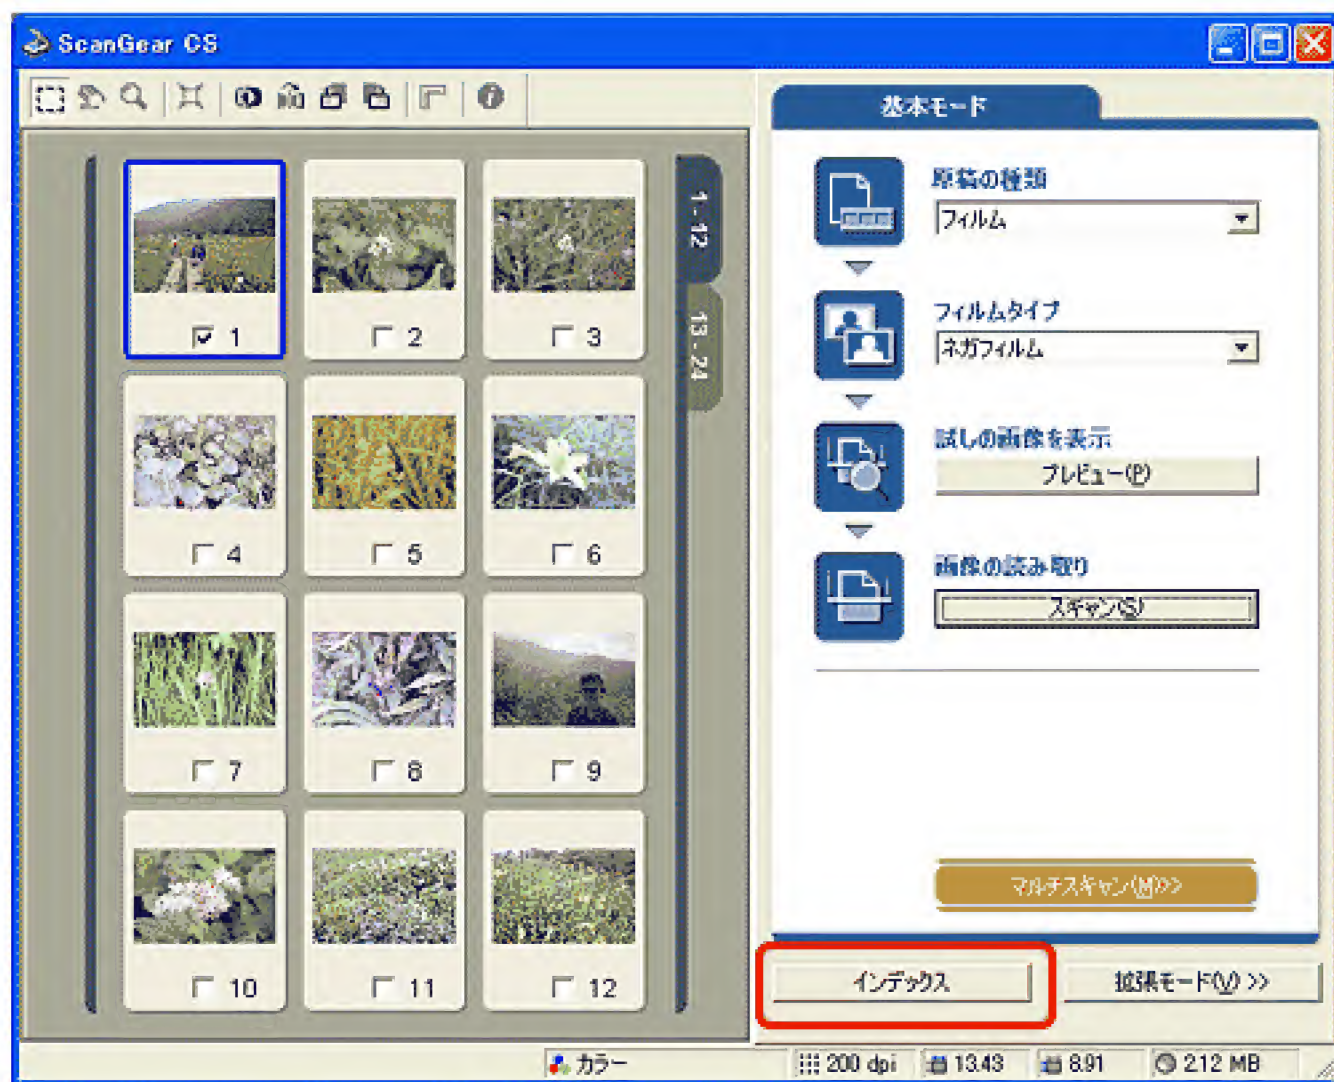 ScanGear CS
1 - 12
13 - 24
1
2
3
4
5
6
7
8
9
10
11
12
基本モード
原稿の種類
フィルム
フィルムタイプ
ネガフィルム
試しの画像を表示
プレビュー(P)
画像の読み取り
スキャン(S)
マルチスキャン(M)>>
インデックス
拡張モード(V) >>
カラー
200 dpi
13.43
8.91
2.12 MB